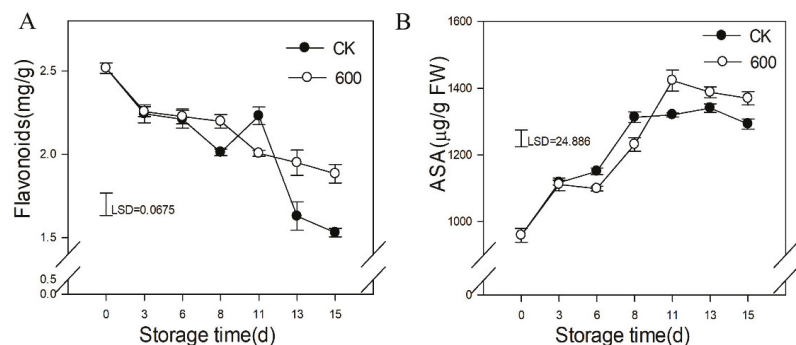 A
Flavonoids(mg/g)
2.5
2.0
1.5
0.5
0.0
CK
600
LSD=0.0675
0 3 6 8 11 13 15
Storage time(d)
B
ASA(μg/g FW)
1600
1400
1200
1000
0
CK
600
LSD=24.886
0 3 6 8 11 13 15
Storage time(d)